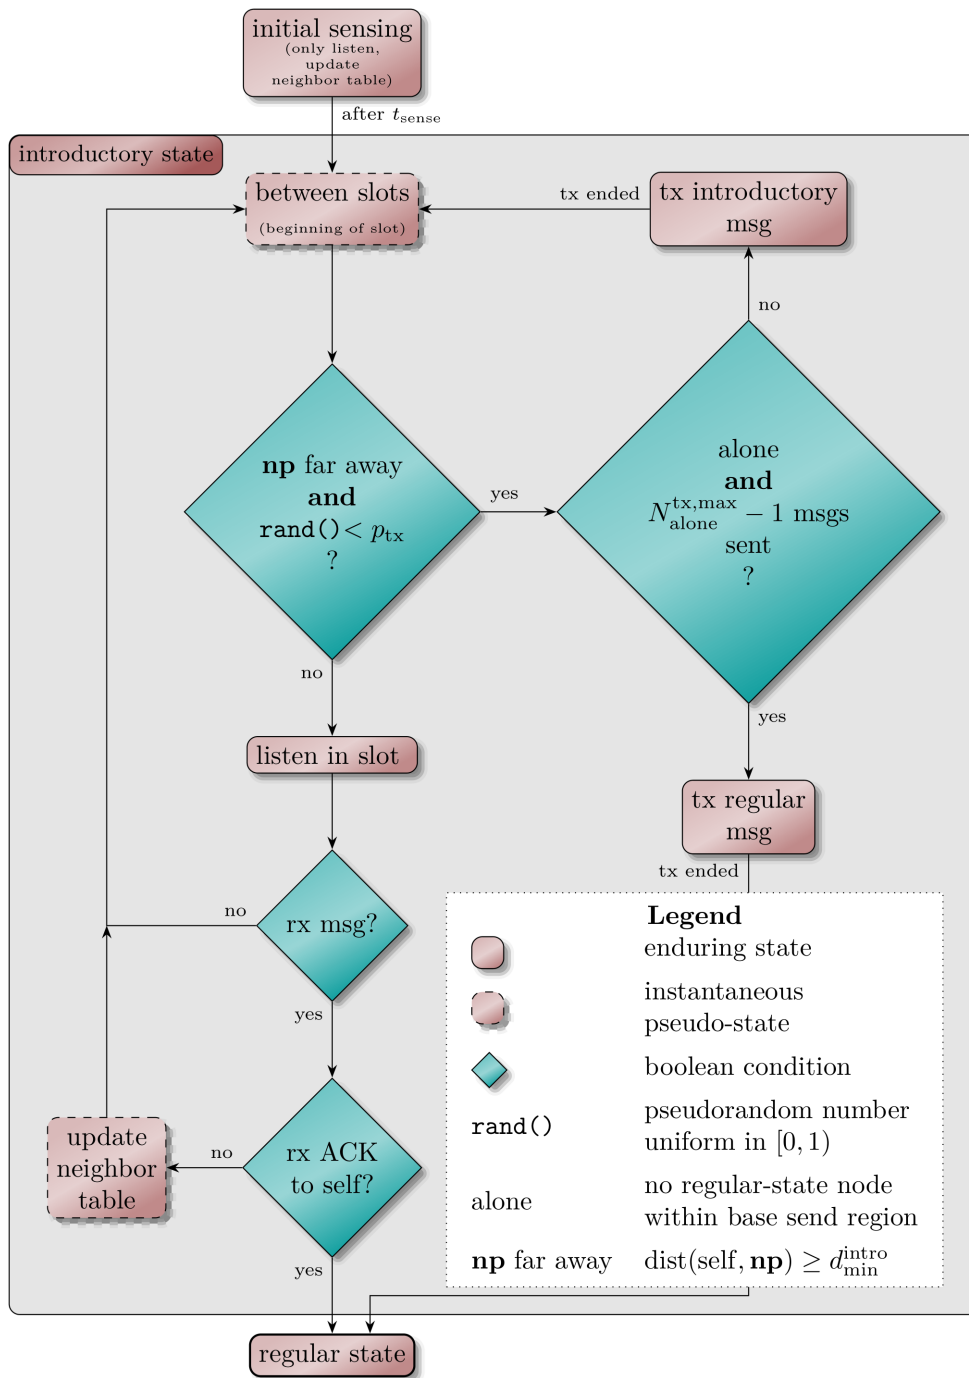 initial sensing
(only listen,
update
neighbor table)
after t_sense
introductory state
between slots
(beginning of slot)
tx ended
tx introductory
msg
no
np far away
and
rand()< p_tx
?
yes
alone
and
N_alone^tx,max − 1 msgs
sent
?
no
yes
listen in slot
tx regular
msg
tx ended
rx msg?
no
yes
update
neighbor
table
no
rx ACK
to self?
yes
regular state
Legend
enduring state
instantaneous
pseudo-state
boolean condition
rand() pseudorandom number
uniform in [0, 1)
alone no regular-state node
within base send region
np far away dist(self, np) ≥ d_min^intro